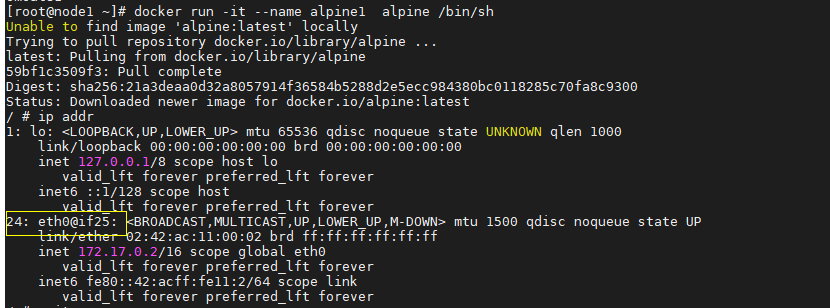 [root@node1 ~]# docker run -it --name alpine1  alpine /bin/sh
Unable to find image 'alpine:latest' locally
Trying to pull repository docker.io/library/alpine ...
latest: Pulling from docker.io/library/alpine
59bf1c3509f3: Pull complete
Digest: sha256:21a3deaa0d32a8057914f36584b5288d2e5ecc984380bc0118285c70fa8c9300
Status: Downloaded newer image for docker.io/alpine:latest
/ # ip addr
1: lo: <LOOPBACK,UP,LOWER_UP> mtu 65536 qdisc noqueue state UNKNOWN qlen 1000
    link/loopback 00:00:00:00:00:00 brd 00:00:00:00:00:00
    inet 127.0.0.1/8 scope host lo
       valid_lft forever preferred_lft forever
    inet6 ::1/128 scope host
       valid_lft forever preferred_lft forever
24: eth0@if25: <BROADCAST,MULTICAST,UP,LOWER_UP,M-DOWN> mtu 1500 qdisc noqueue state UP
    link/ether 02:42:ac:11:00:02 brd ff:ff:ff:ff:ff:ff
    inet 172.17.0.2/16 scope global eth0
       valid_lft forever preferred_lft forever
    inet6 fe80::42:acff:fe11:2/64 scope link
       valid_lft forever preferred_lft forever